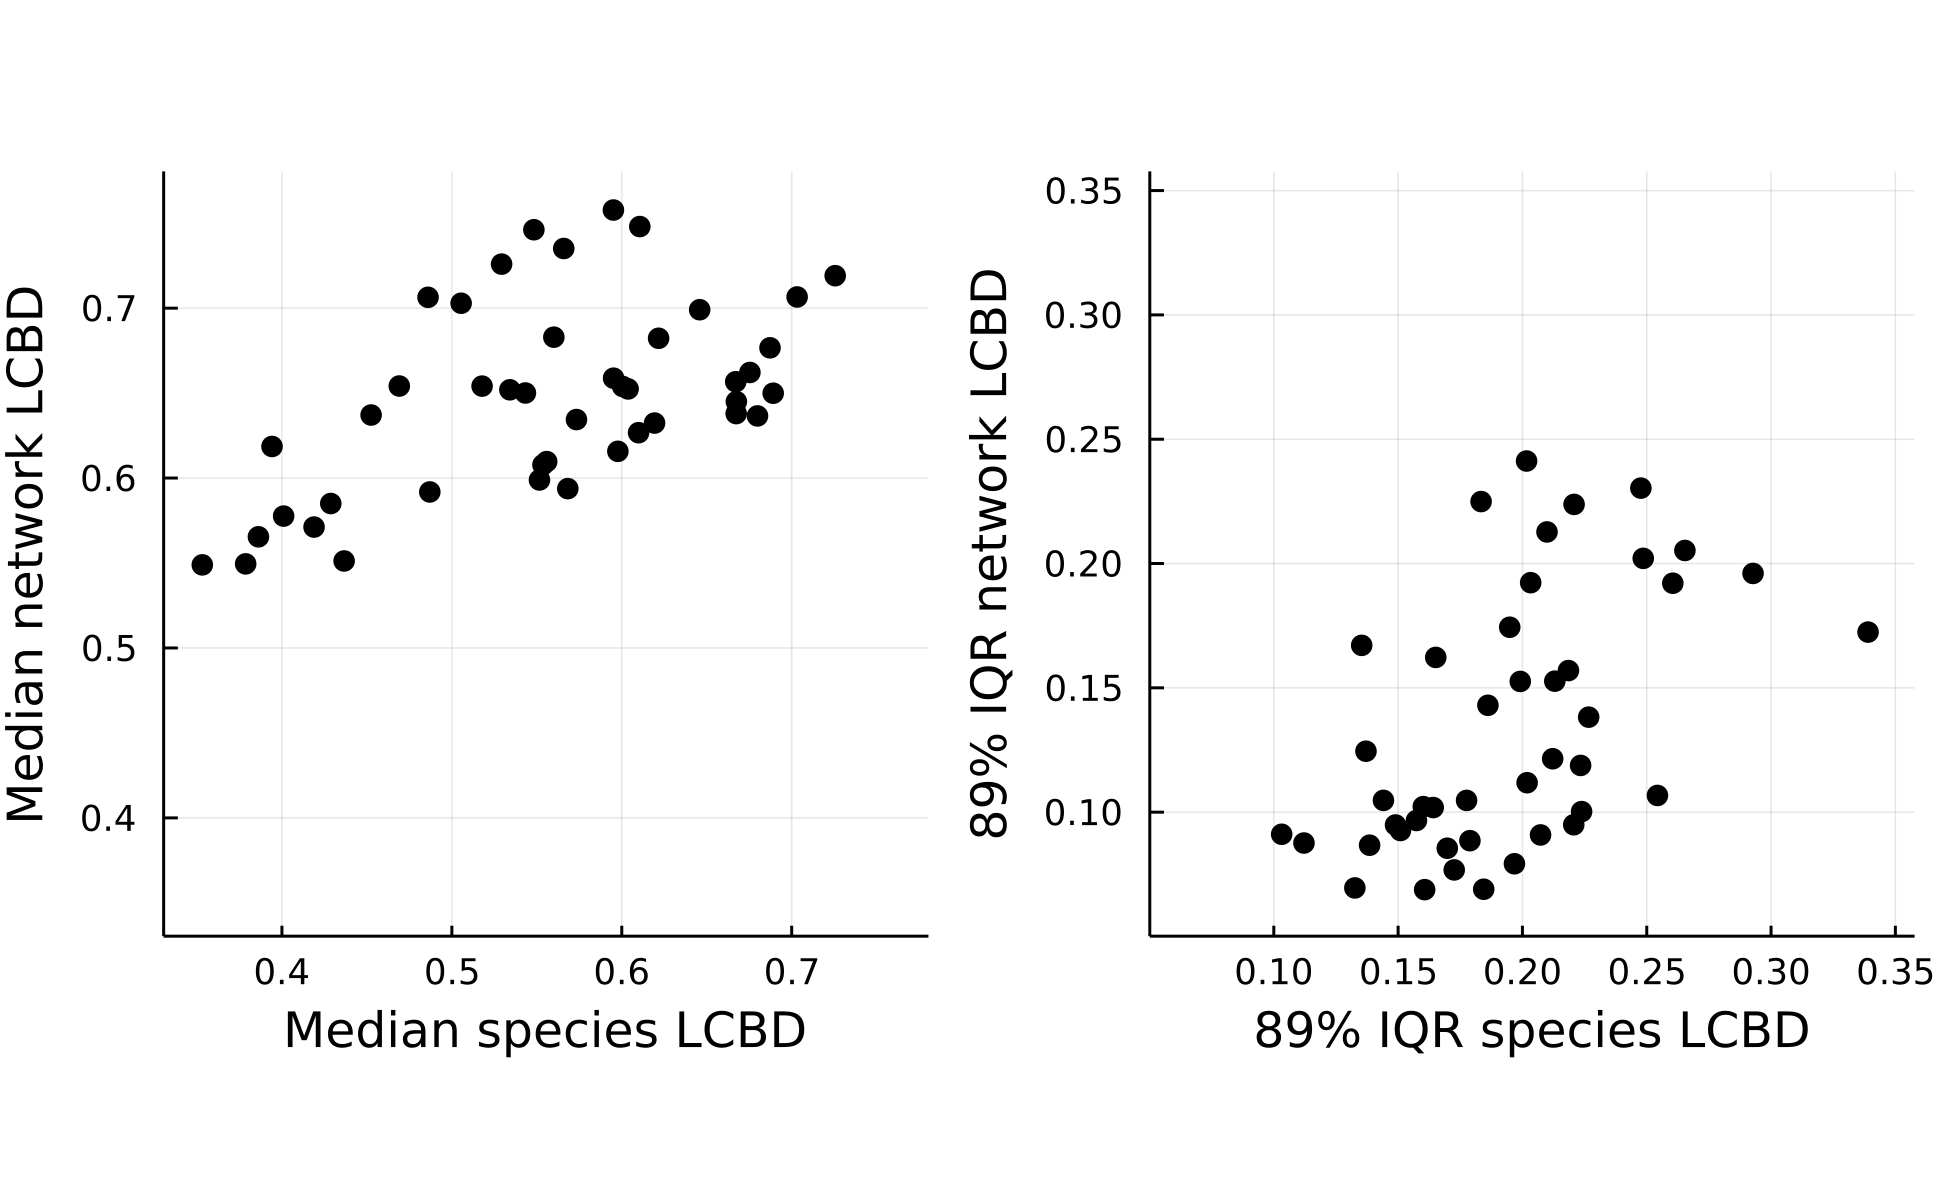 Median network LCBD
0.7
0.6
0.5
0.4
0.4 0.5 0.6 0.7
Median species LCBD
89% IQR network LCBD
0.35
0.30
0.25
0.20
0.15
0.10
0.10 0.15 0.20 0.25 0.30 0.35
89% IQR species LCBD